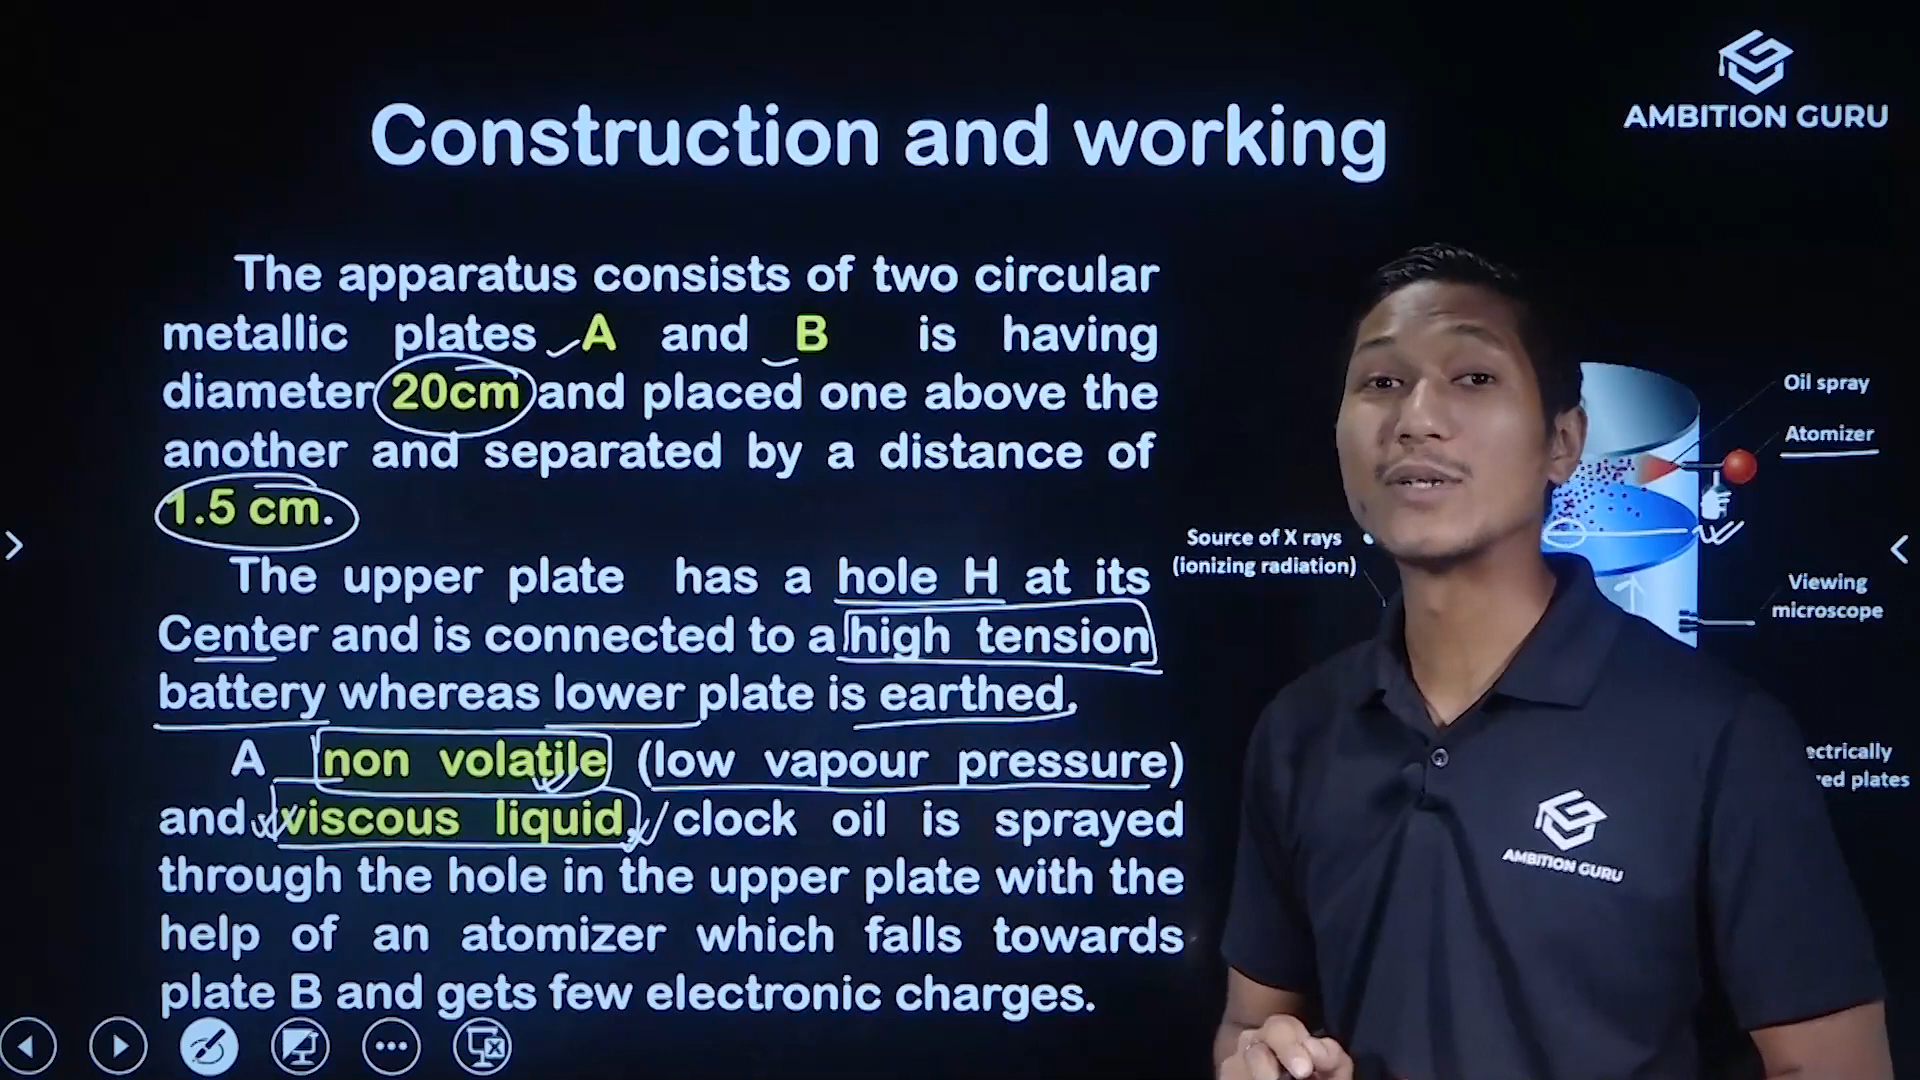 AMBITION GURU
Construction and working
The apparatus consists of two circular
metallic plates A and B is having
diameter 20cm and placed one above the
another and separated by a distance of
1.5 cm.
The upper plate has a hole H at its
Center and is connected to a high tension
battery whereas lower plate is earthed.
A non volatile (low vapour pressure)
and viscous liquid, clock oil is sprayed
through the hole in the upper plate with the
help of an atomizer which falls towards
plate B and gets few electronic charges.
Oil spray
Atomizer
Source of X rays
(ionizing radiation)
Viewing
microscope
ectrically
ed plates
AMBITION GURU